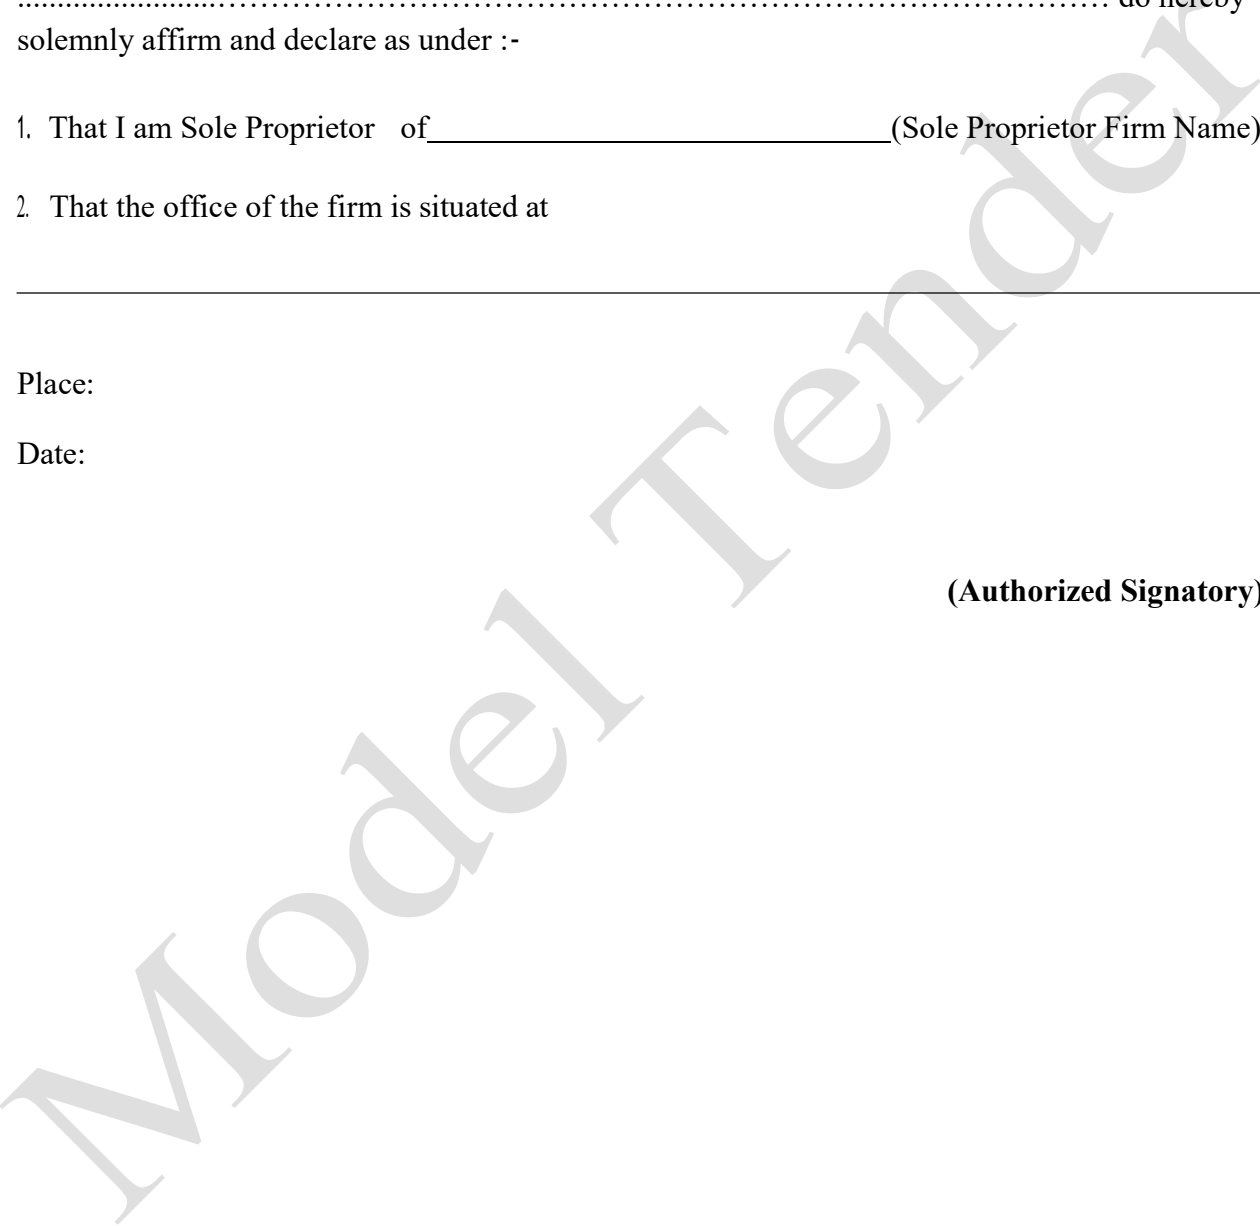 ........................………………………………………………………………………………… do hereby
solemnly affirm and declare as under :-
1. That I am Sole Proprietor of____________________________(Sole Proprietor Firm Name)
2. That the office of the firm is situated at
Place:
Date:
(Authorized Signatory)
Model Tender